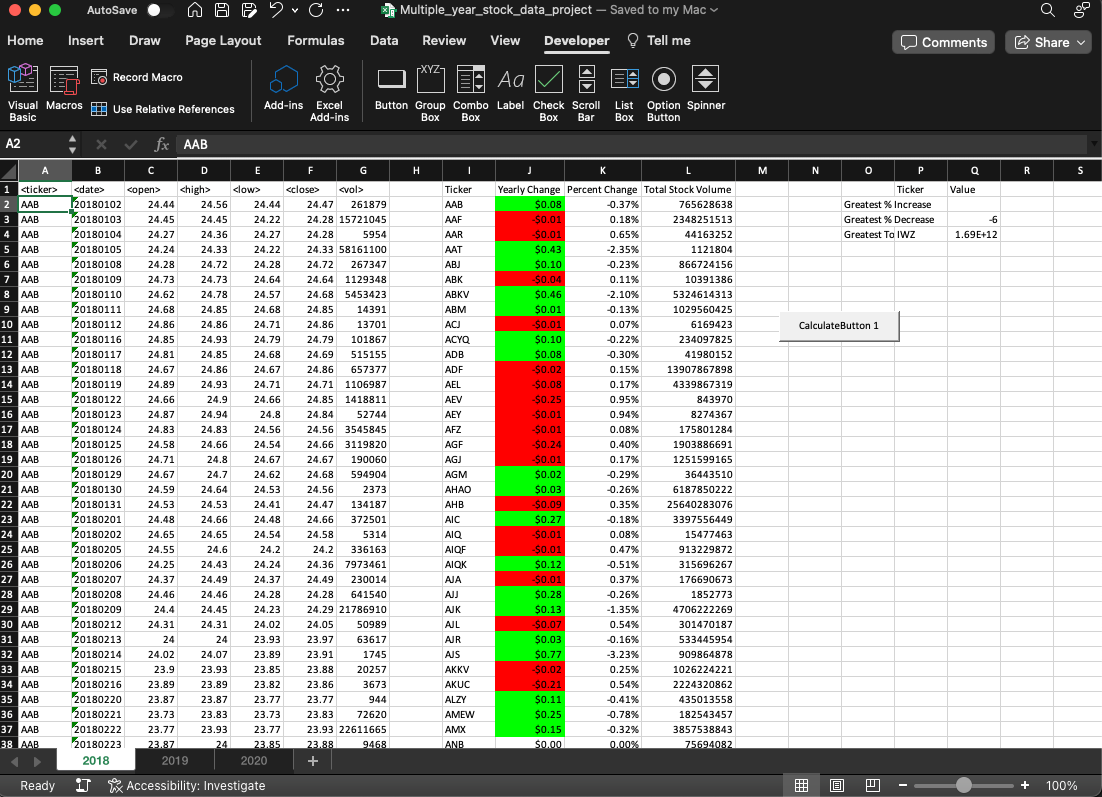 AutoSave Multiple_year_stock_data_project — Saved to my Mac
Home Insert Draw Page Layout Formulas Data Review View Developer Tell me Comments Share
Visual Basic Macros Record Macro Use Relative References Add-ins Excel Add-ins Button Group Box Combo Box Label Check Box Scroll Bar List Box Option Button Spinner
XYZ Aa
A2 fx AAB
A B C D E F G H I J K L M N O P Q R S
1 <ticker> <date> <open> <high> <low> <close> <vol> Ticker Yearly Change Percent Change Total Stock Volume Ticker Value
2 AAB 20180102 24.44 24.56 24.44 24.47 261879 AAB $0.08 -0.37% 765628638 Greatest % Increase
3 AAB 20180103 24.45 24.45 24.22 24.28 15721045 AAF -$0.01 0.18% 2348251513 Greatest % Decrease -6
4 AAB 20180104 24.27 24.36 24.27 24.28 5954 AAR -$0.01 0.65% 44163252 Greatest To IWZ 1.69E+12
5 AAB 20180105 24.24 24.33 24.22 24.33 58161100 AAT $0.43 -2.35% 1121804
6 AAB 20180108 24.28 24.72 24.28 24.72 267347 ABJ $0.10 -0.23% 866724156
7 AAB 20180109 24.73 24.73 24.64 24.64 1129348 ABK -$0.04 0.11% 10391386
8 AAB 20180110 24.62 24.78 24.57 24.68 5453423 ABKV $0.46 -2.10% 5324614313
9 AAB 20180111 24.68 24.85 24.68 24.85 14391 ABM $0.01 -0.13% 1029560425
10 AAB 20180112 24.86 24.86 24.71 24.86 13701 ACJ -$0.01 0.07% 6169423 CalculateButton 1
11 AAB 20180116 24.85 24.93 24.79 24.79 101867 ACYQ $0.10 -0.22% 234097825
12 AAB 20180117 24.81 24.85 24.68 24.69 515155 ADB $0.08 -0.30% 41980152
13 AAB 20180118 24.67 24.86 24.67 24.86 657377 ADF -$0.02 0.15% 13907867898
14 AAB 20180119 24.89 24.93 24.71 24.71 1106987 AEL -$0.08 0.17% 4339867319
15 AAB 20180122 24.66 24.9 24.66 24.85 1418811 AEV -$0.25 0.95% 843970
16 AAB 20180123 24.87 24.94 24.8 24.84 52744 AEY -$0.01 0.94% 8274367
17 AAB 20180124 24.83 24.83 24.56 24.56 3545845 AFZ -$0.01 0.08% 175801284
18 AAB 20180125 24.58 24.66 24.54 24.66 3119820 AGF -$0.24 0.40% 1903886691
19 AAB 20180126 24.71 24.8 24.67 24.67 190060 AGJ -$0.01 0.17% 1251599165
20 AAB 20180129 24.67 24.7 24.62 24.68 594904 AGM $0.02 -0.29% 36443510
21 AAB 20180130 24.59 24.64 24.53 24.56 2373 AHAO $0.03 -0.26% 6187850222
22 AAB 20180131 24.53 24.53 24.41 24.47 134187 AHB -$0.09 0.35% 25640283076
23 AAB 20180201 24.48 24.66 24.48 24.66 372501 AIC $0.27 -0.18% 3397556449
24 AAB 20180202 24.65 24.65 24.54 24.58 5314 AIQ -$0.01 0.08% 15477463
25 AAB 20180205 24.55 24.6 24.2 24.2 336163 AIQF -$0.01 0.47% 913229872
26 AAB 20180206 24.25 24.43 24.24 24.36 7973461 AIQK $0.12 -0.51% 315696267
27 AAB 20180207 24.37 24.49 24.37 24.49 230014 AJA -$0.01 0.37% 176690673
28 AAB 20180208 24.46 24.46 24.28 24.28 641540 AJJ $0.28 -0.26% 1852773
29 AAB 20180209 24.4 24.45 24.23 24.29 21786910 AJK $0.13 -1.35% 4706222269
30 AAB 20180212 24.31 24.31 24.02 24.05 50989 AJL -$0.07 0.54% 301470187
31 AAB 20180213 24 24 23.93 23.97 63617 AJR $0.03 -0.16% 533445954
32 AAB 20180214 24.02 24.07 23.89 23.91 1745 AJS $0.77 -3.23% 909864878
33 AAB 20180215 23.9 23.93 23.85 23.88 20257 AKKV -$0.02 0.25% 1026224221
34 AAB 20180216 23.89 23.89 23.82 23.86 3673 AKUC -$0.21 0.54% 2224320862
35 AAB 20180220 23.87 23.87 23.77 23.77 944 ALZY $0.11 -0.41% 435013558
36 AAB 20180221 23.73 23.83 23.73 23.83 72620 AMEW $0.25 -0.78% 182543457
37 AAB 20180222 23.77 23.93 23.77 23.93 22611665 AMX $0.15 -0.32% 3857538843
38 AAB 20180223 23.87 24 23.85 23.88 9468 ANB $0.00 0.00% 75694082
2018 2019 2020 +
Ready Accessibility: Investigate 100%